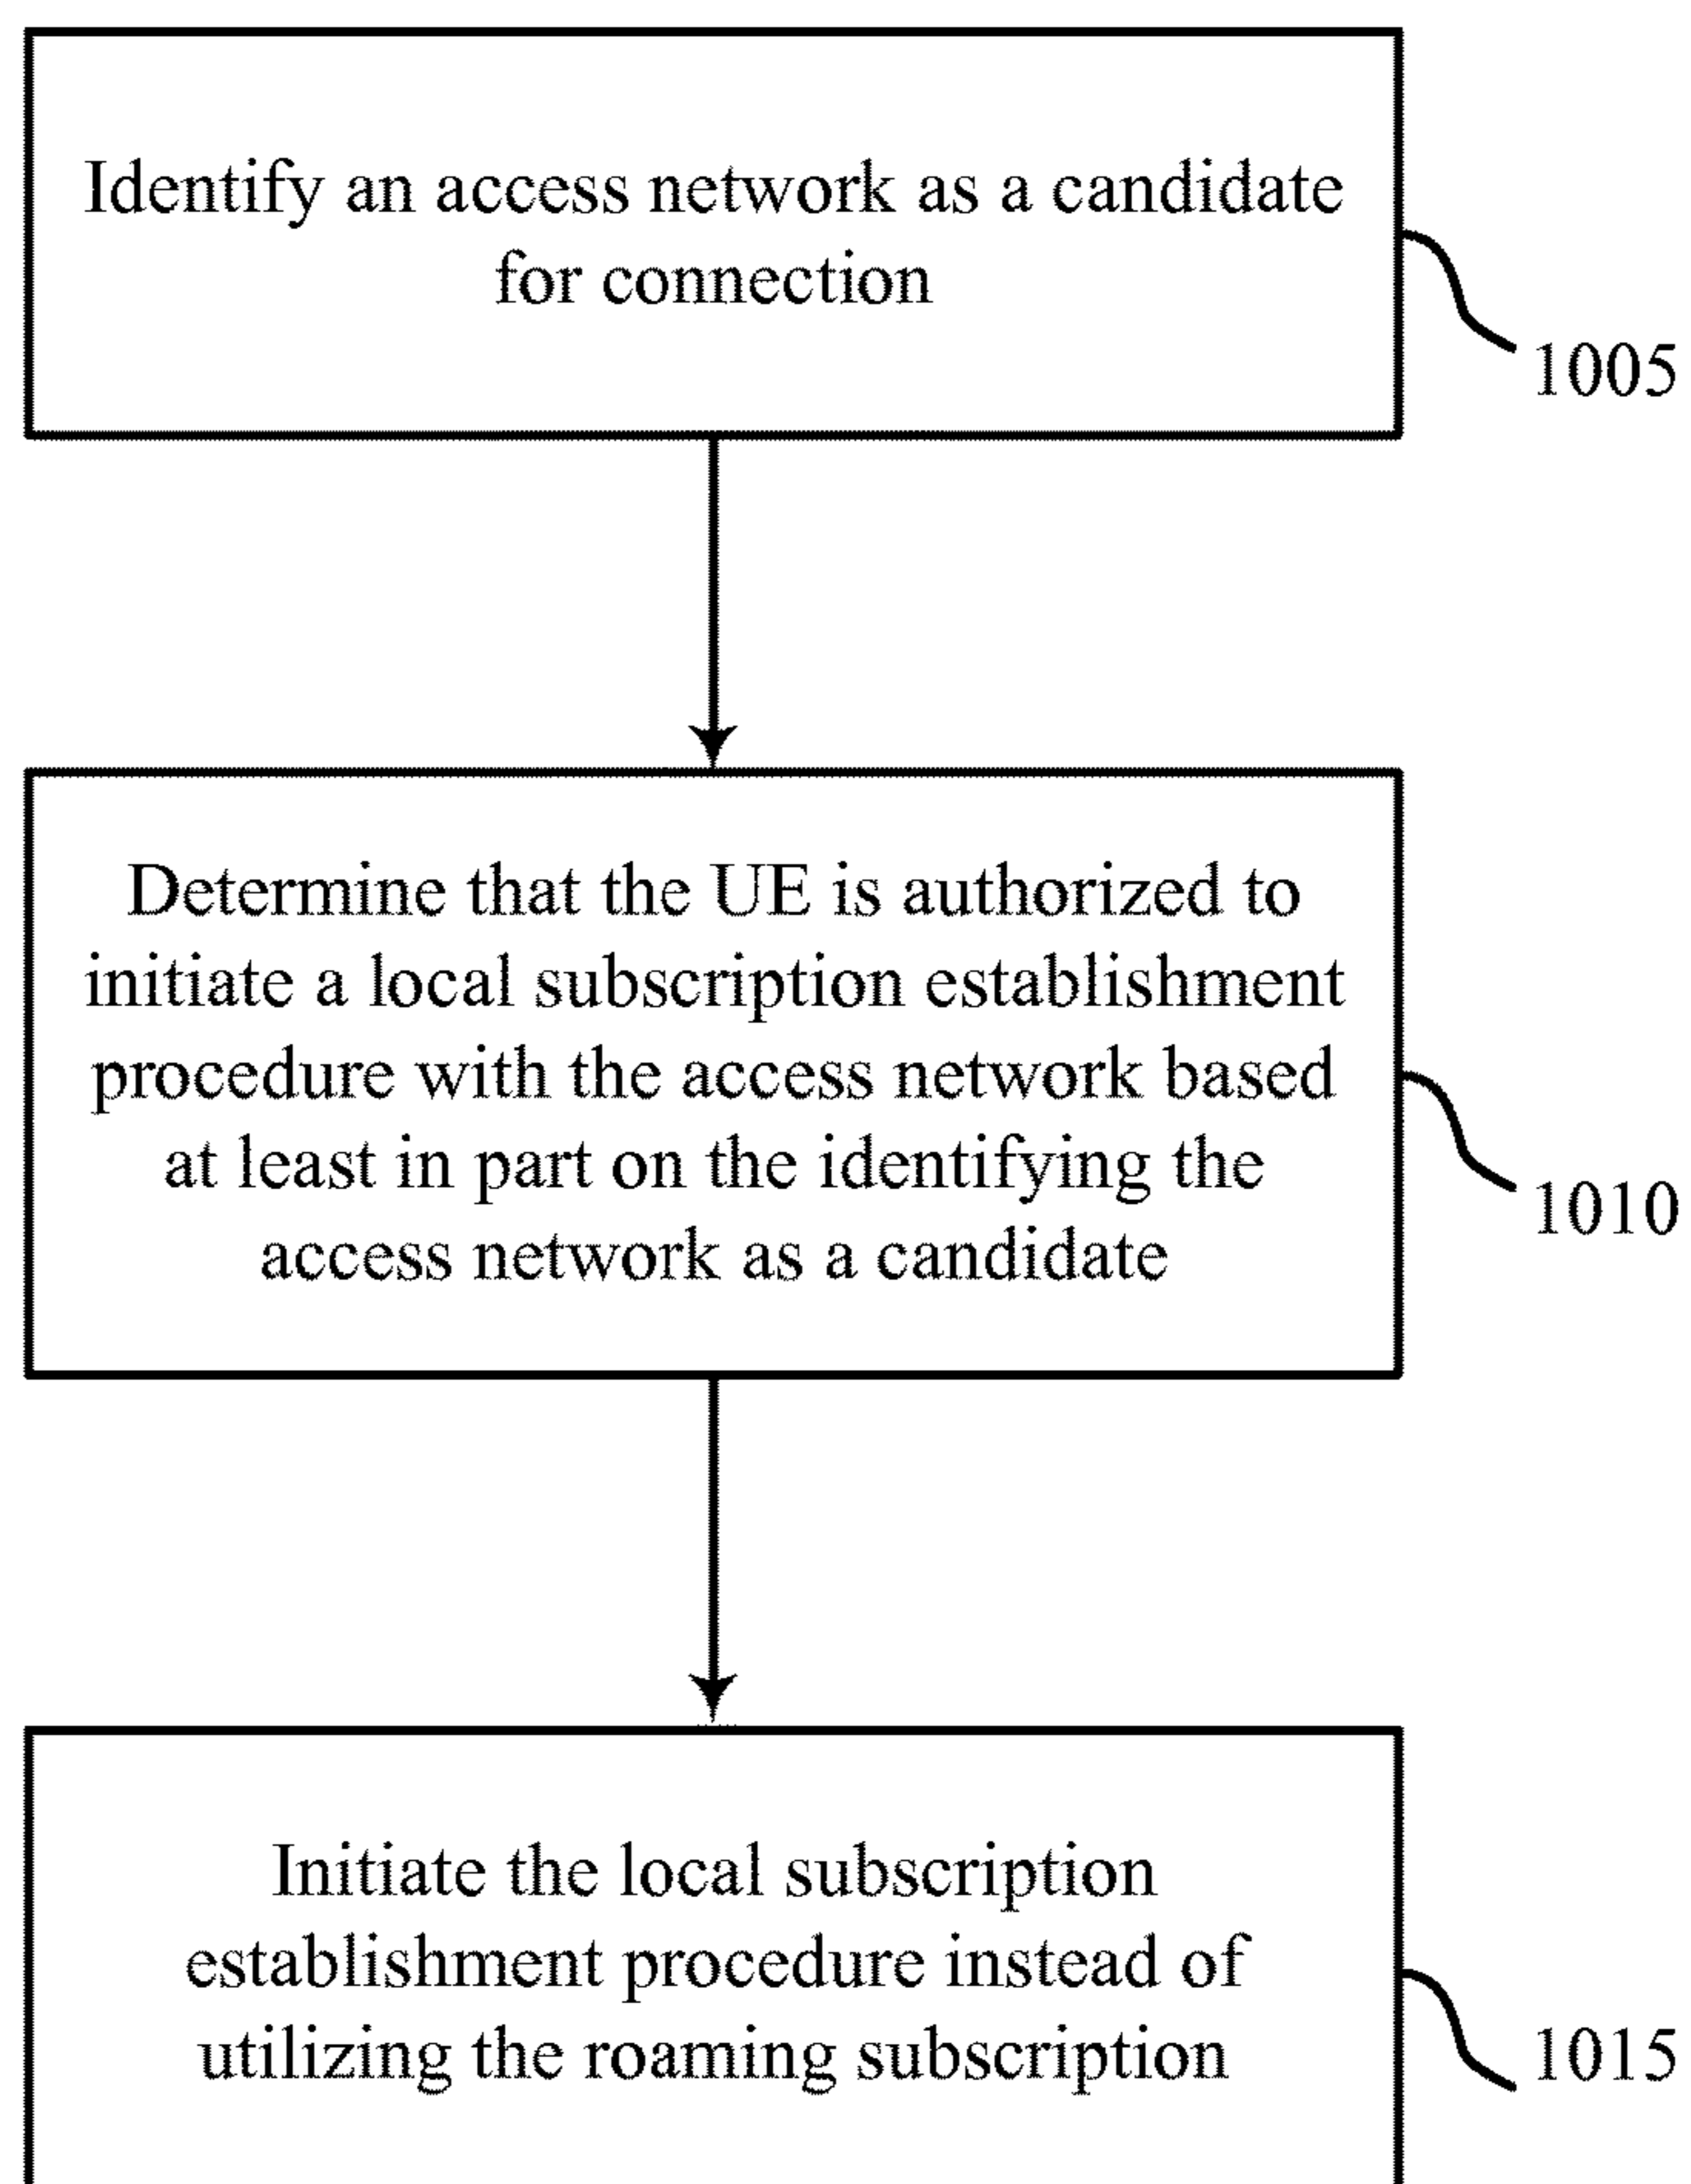 Identify an access network as a candidate
for connection
1005
Determine that the UE is authorized to
initiate a local subscription establishment
procedure with the access network based
at least in part on the identifying the
access network as a candidate
1010
Initiate the local subscription
establishment procedure instead of
utilizing the roaming subscription
1015